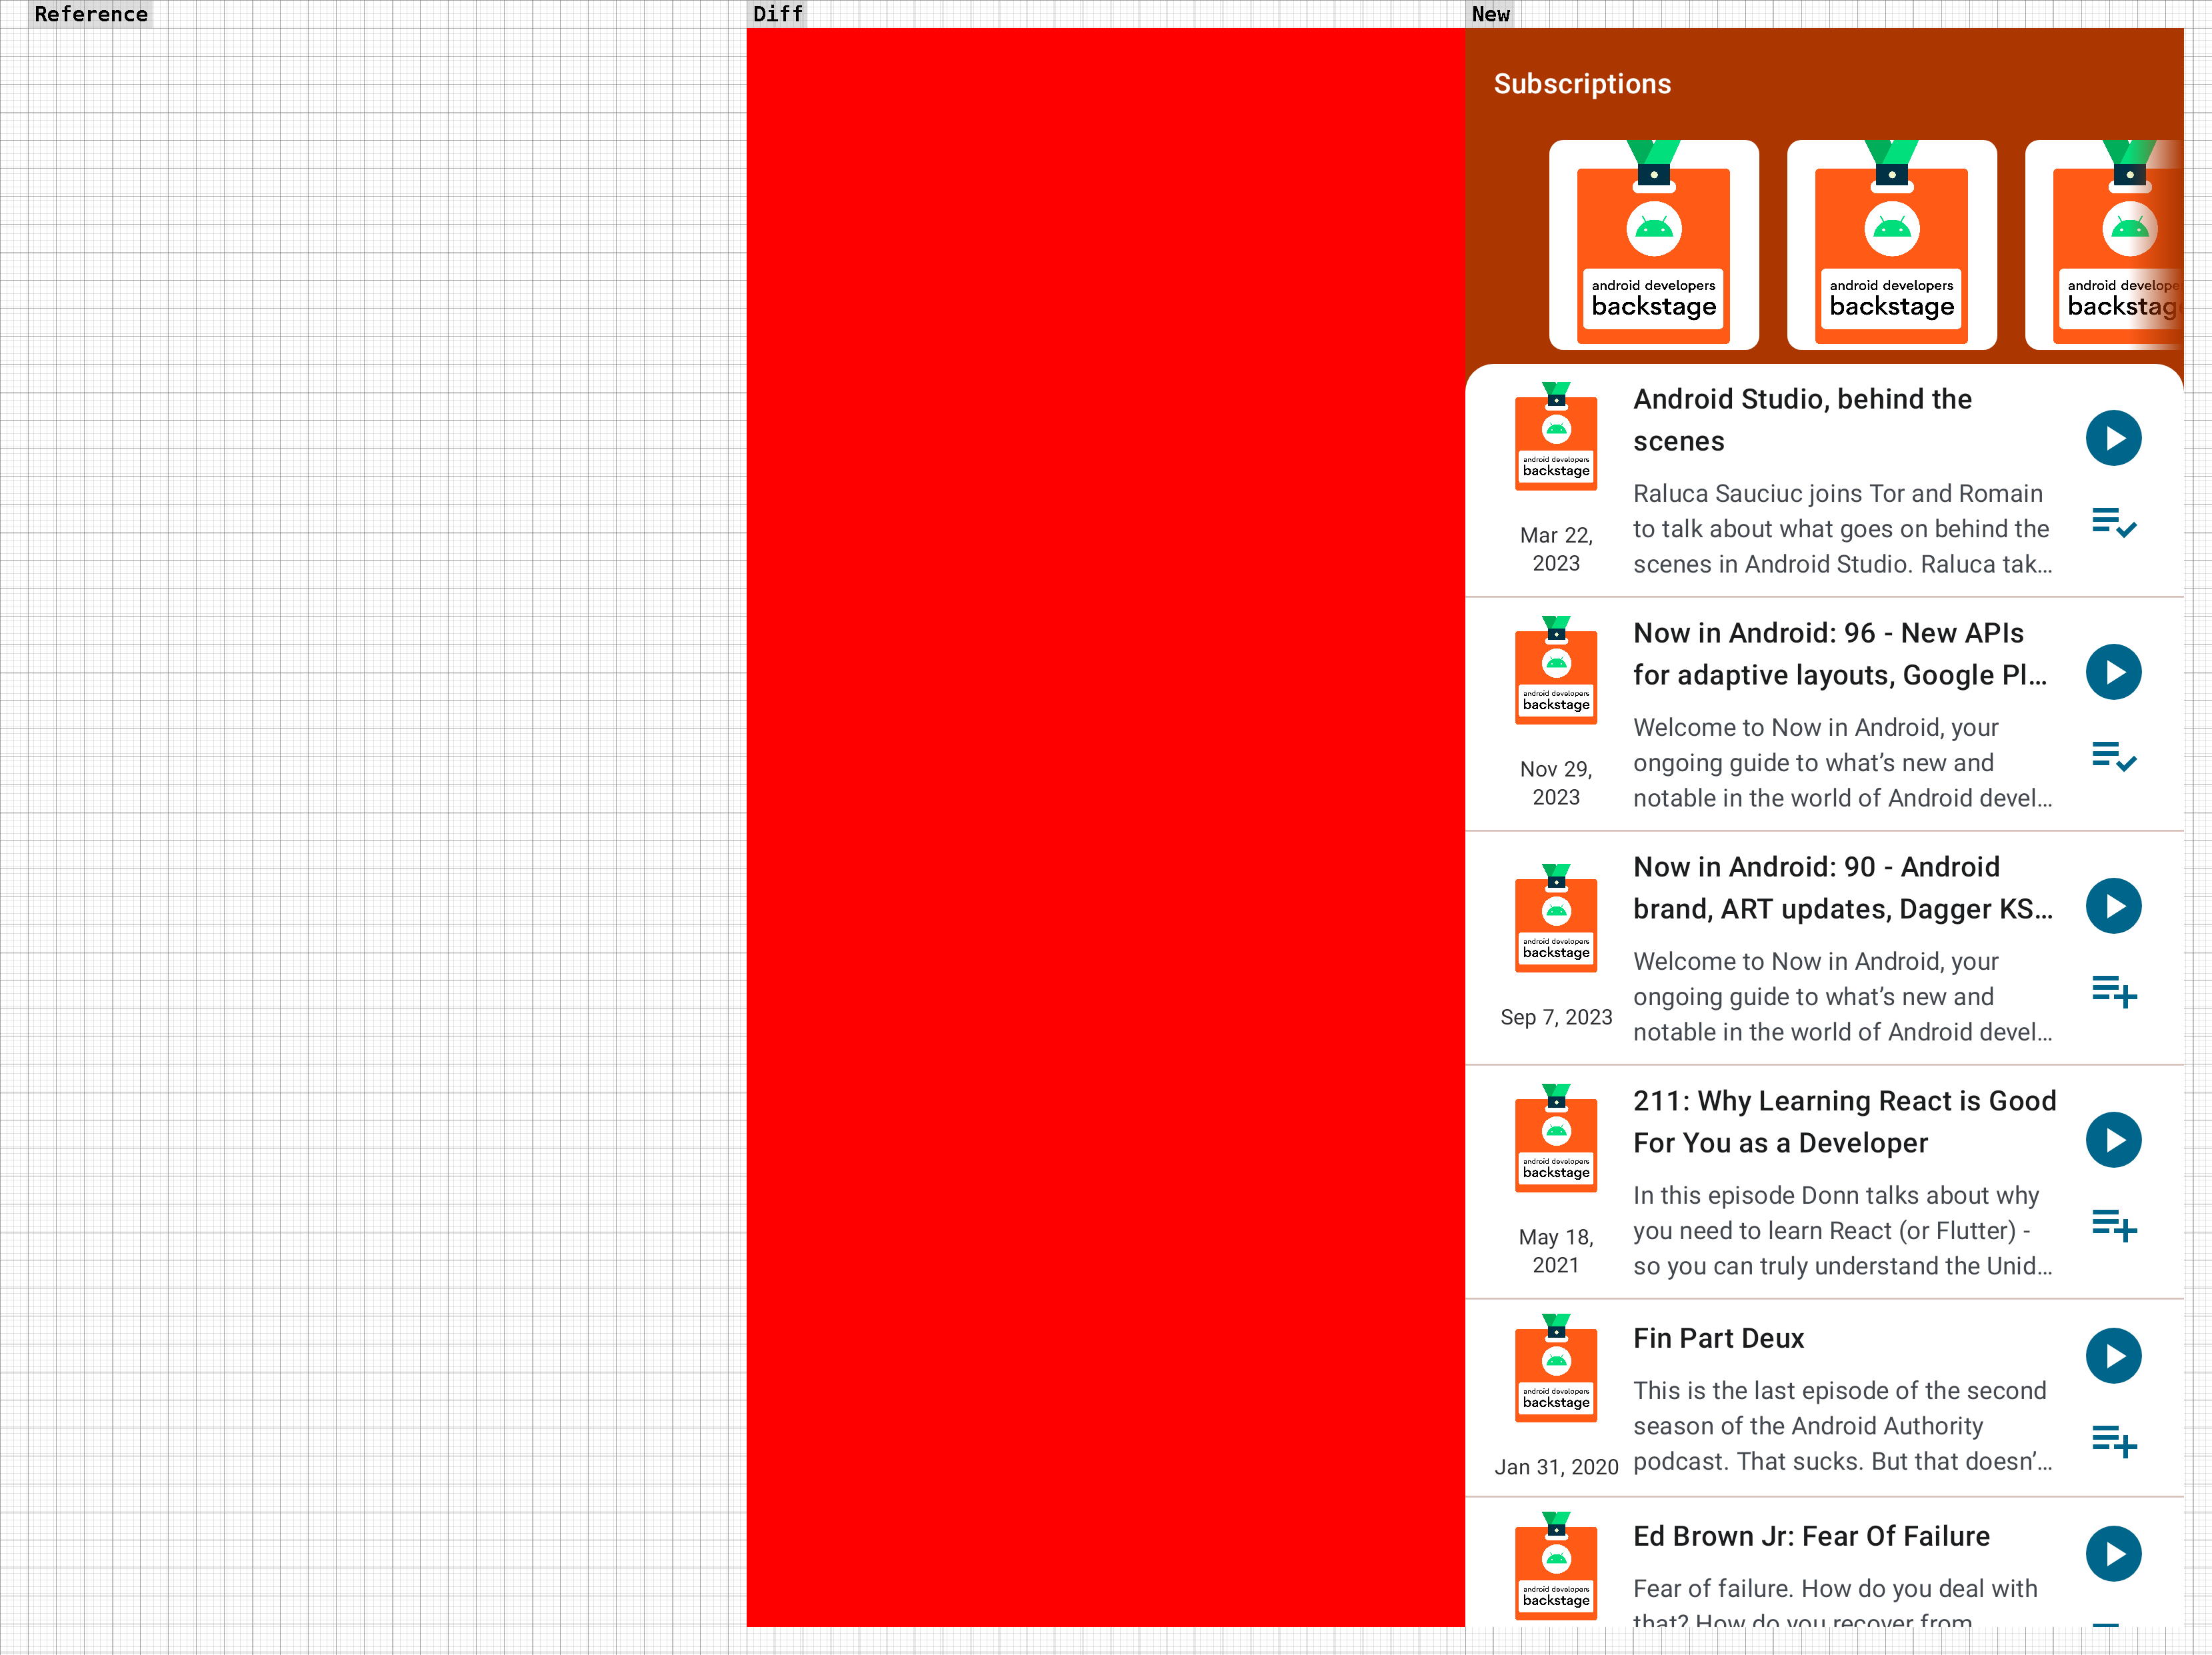 Reference
Diff
New
Subscriptions
android developers
backstage
android developers
backstage
android develope
backstag
Android Studio, behind the
scenes
android developers
backstage
Raluca Sauciuc joins Tor and Romain
to talk about what goes on behind the
scenes in Android Studio. Raluca tak...
Mar 22,
2023
Now in Android: 96 - New APIs
for adaptive layouts, Google Pl...
android developers
backstage
Welcome to Now in Android, your
ongoing guide to what’s new and
notable in the world of Android devel...
Nov 29,
2023
Now in Android: 90 - Android
brand, ART updates, Dagger KS...
android developers
backstage
Welcome to Now in Android, your
ongoing guide to what’s new and
notable in the world of Android devel...
Sep 7, 2023
211: Why Learning React is Good
For You as a Developer
android developers
backstage
In this episode Donn talks about why
you need to learn React (or Flutter) -
so you can truly understand the Unid...
May 18,
2021
Fin Part Deux
android developers
backstage
This is the last episode of the second
season of the Android Authority
podcast. That sucks. But that doesn’...
Jan 31, 2020
Ed Brown Jr: Fear Of Failure
android developers
backstage
Fear of failure. How do you deal with
that? How do you recover from